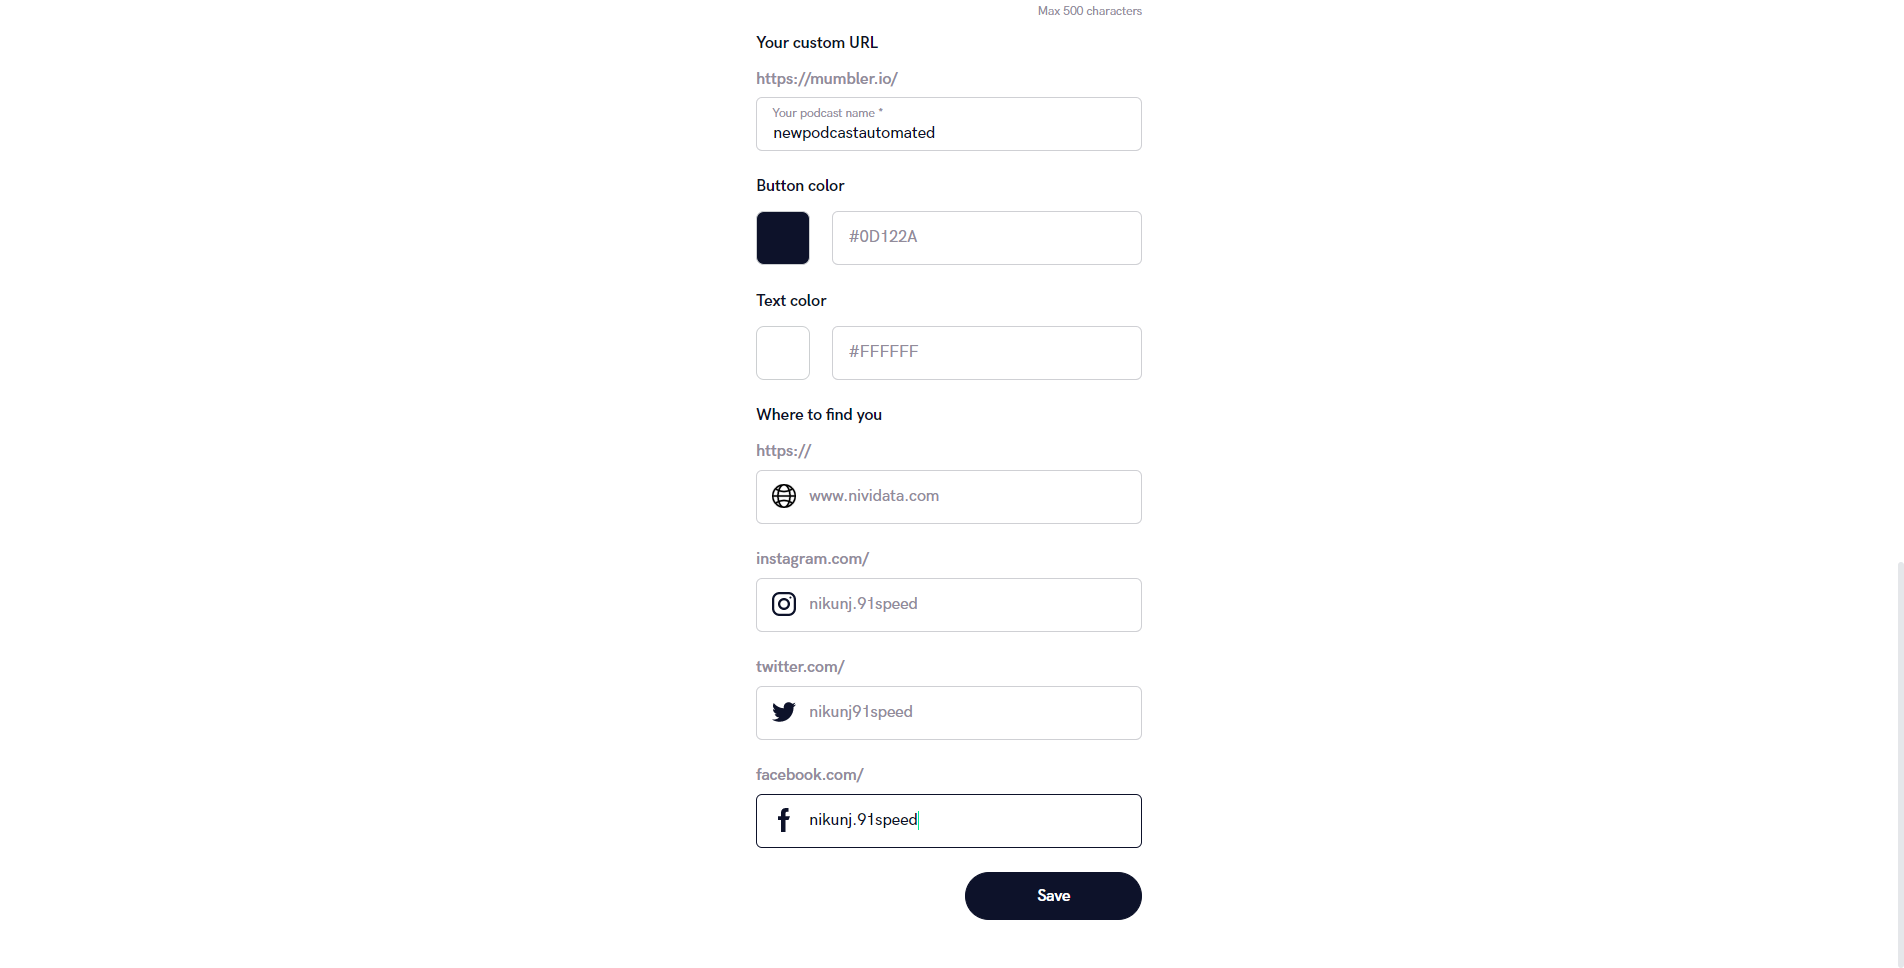 Max 500 characters
Your custom URL
https://mumbler.io/
Your podcast name *
newpodcastautomated
Button color
#0D122A
Text color
#FFFFFF
Where to find you
https://
www.nividata.com
instagram.com/
nikunj.91speed
twitter.com/
nikunj91speed
facebook.com/
nikunj.91speed
Save